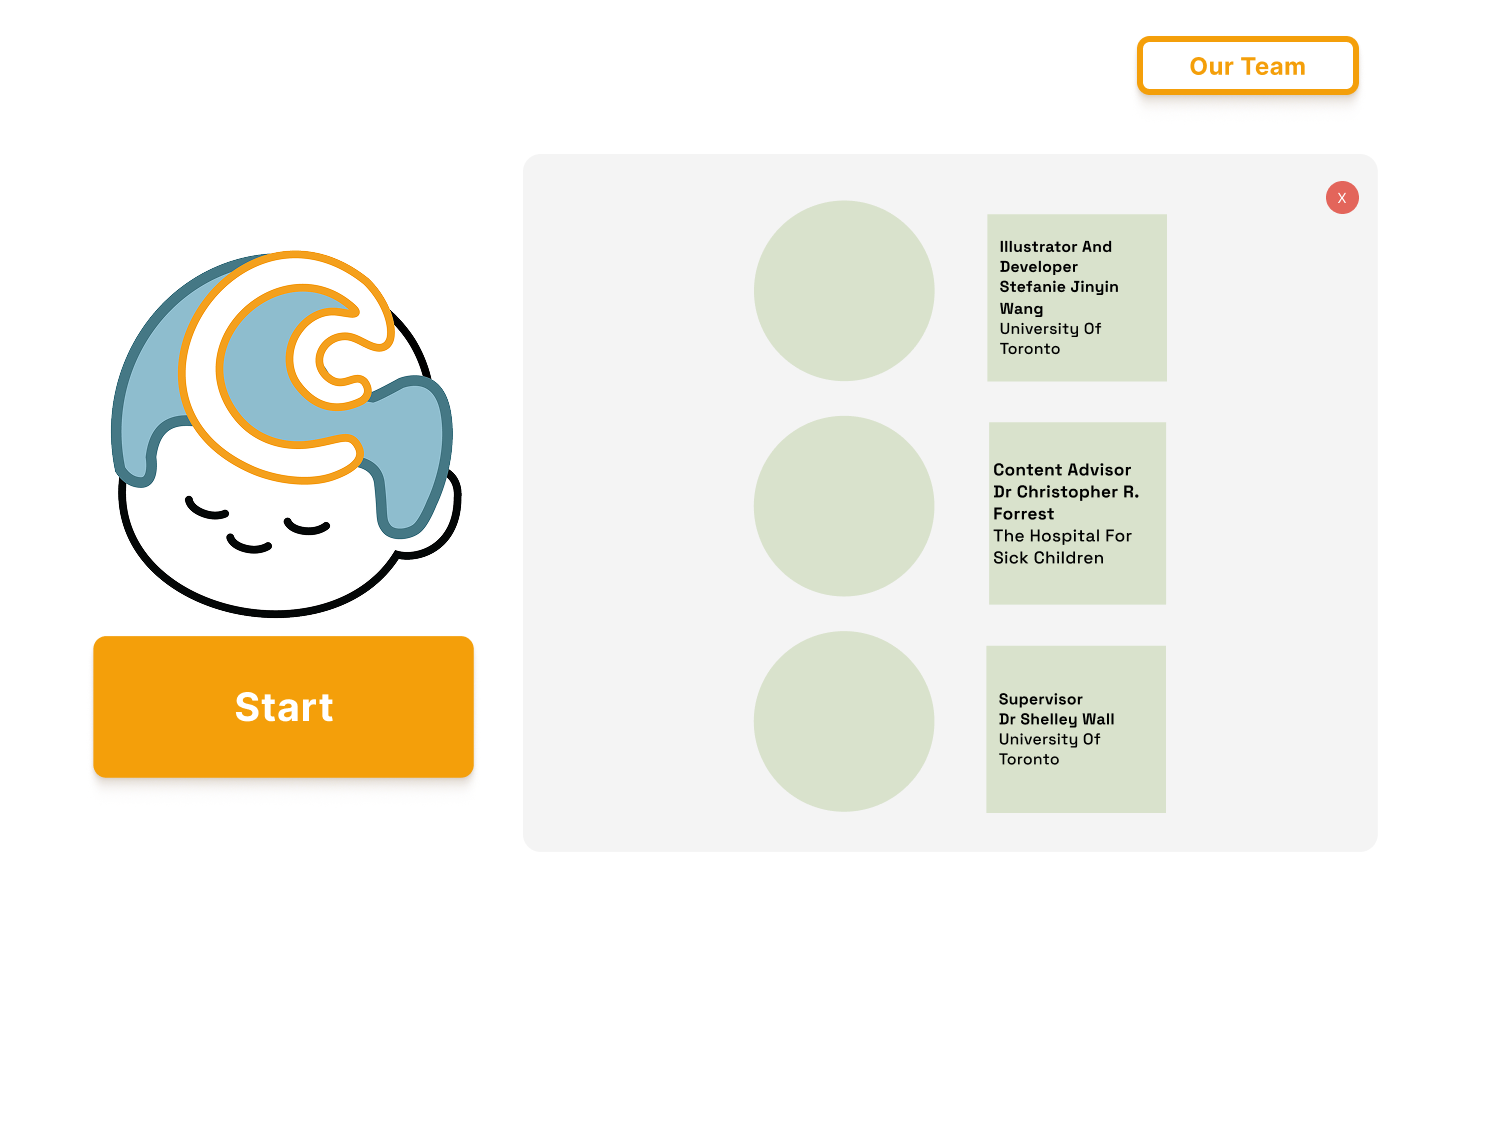 Our Team
X
Illustrator And
Developer
Stefanie Jinyin
Wang
University Of
Toronto
Content Advisor
Dr Christopher R.
Forrest
The Hospital For
Sick Children
Start
Supervisor
Dr Shelley Wall
University Of
Toronto